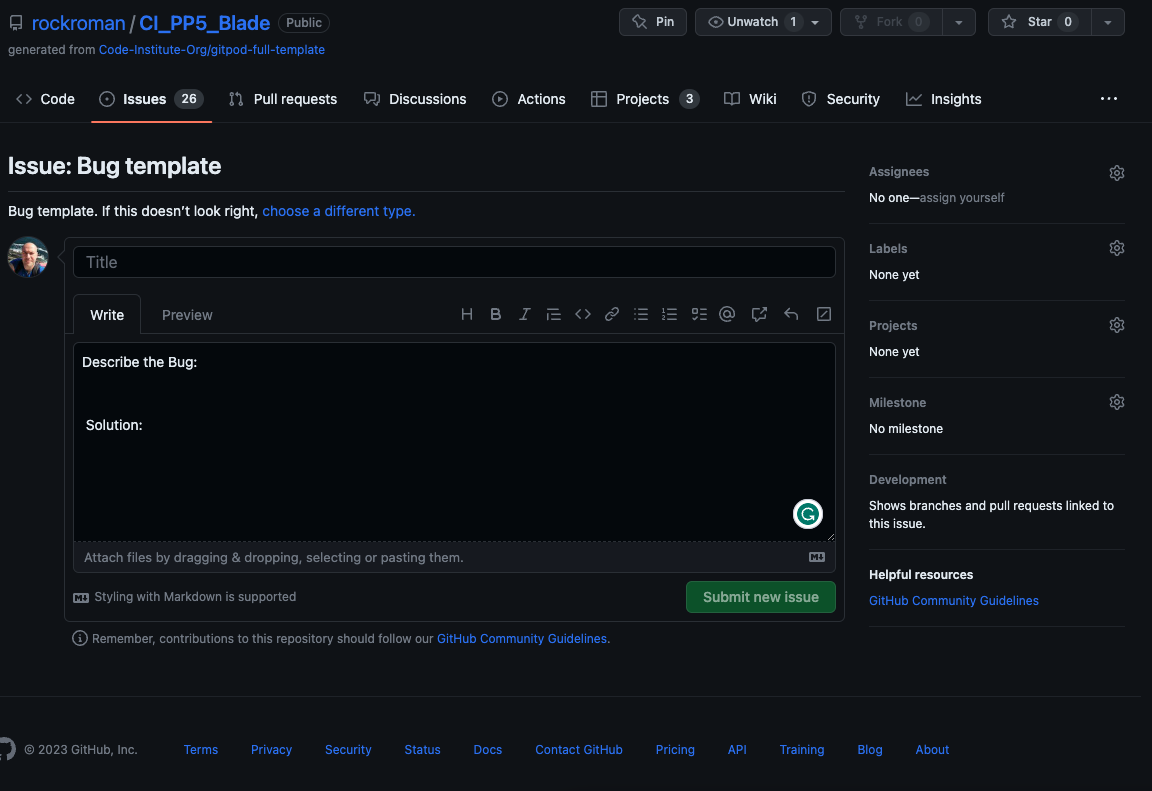 rockroman / CI_PP5_Blade Public Pin Unwatch 1 Fork 0 Star 0
generated from Code-Institute-Org/gitpod-full-template
Code Issues 26 Pull requests Discussions Actions Projects 3 Wiki Security Insights
Issue: Bug template
Bug template. If this doesn't look right, choose a different type.
Title
Write Preview
Describe the Bug:
Solution:
Attach files by dragging & dropping, selecting or pasting them.
Styling with Markdown is supported
Submit new issue
Remember, contributions to this repository should follow our GitHub Community Guidelines.
Assignees
No one—assign yourself
Labels
None yet
Projects
None yet
Milestone
No milestone
Development
Shows branches and pull requests linked to
this issue.
Helpful resources
GitHub Community Guidelines
© 2023 GitHub, Inc. Terms Privacy Security Status Docs Contact GitHub Pricing API Training Blog About